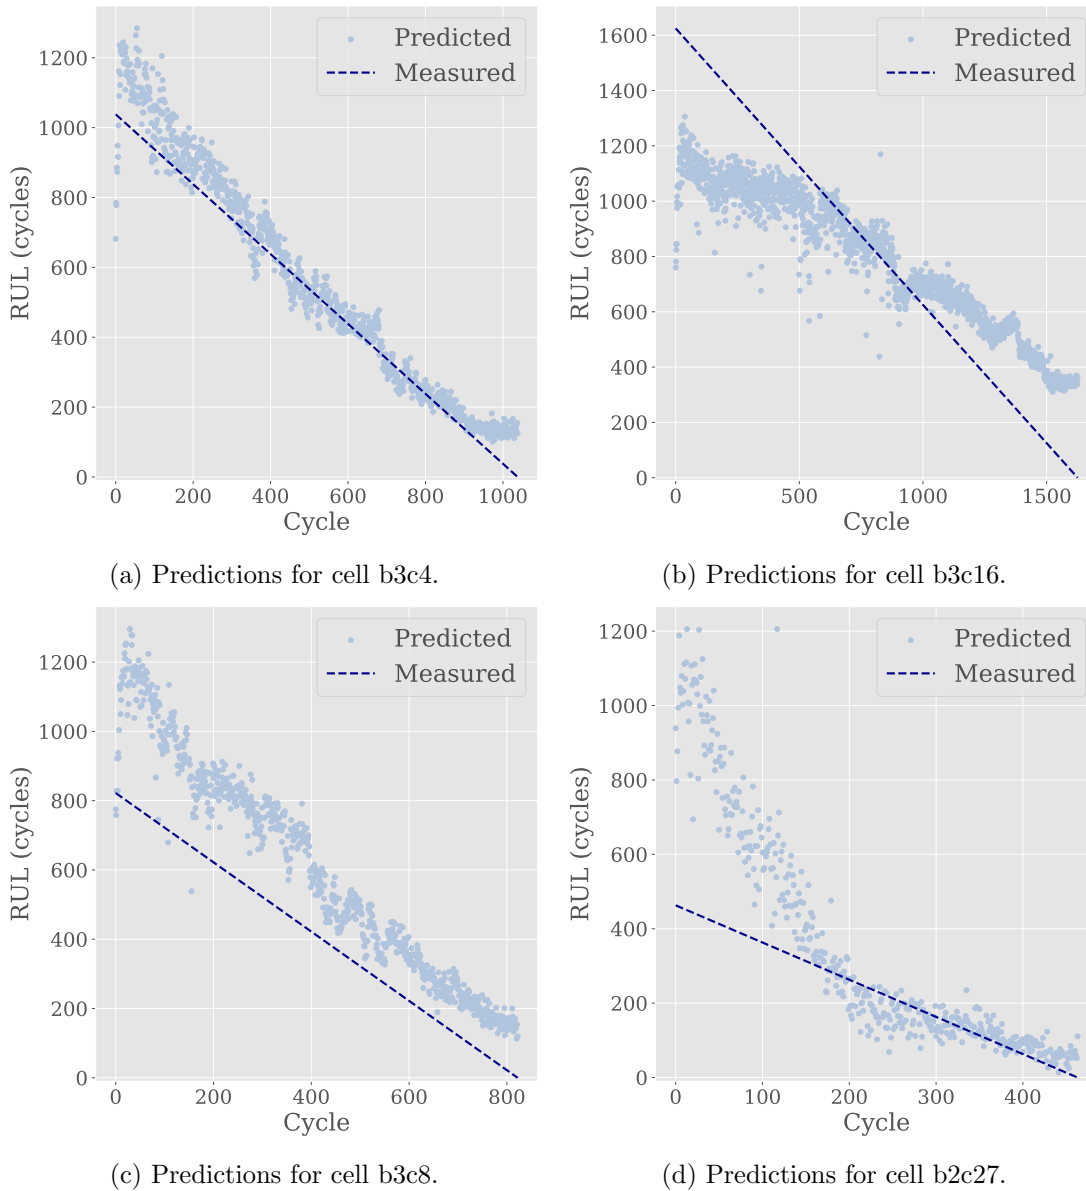 Predicted
Measured
RUL (cycles)
1200
1000
800
600
400
200
0
0 200 400 600 800 1000
Cycle
(a) Predictions for cell b3c4.
Predicted
Measured
RUL (cycles)
1600
1400
1200
1000
800
600
400
200
0
0 500 1000 1500
Cycle
(b) Predictions for cell b3c16.
Predicted
Measured
RUL (cycles)
1200
1000
800
600
400
200
0
0 200 400 600 800
Cycle
(c) Predictions for cell b3c8.
Predicted
Measured
RUL (cycles)
1200
1000
800
600
400
200
0
0 100 200 300 400
Cycle
(d) Predictions for cell b2c27.